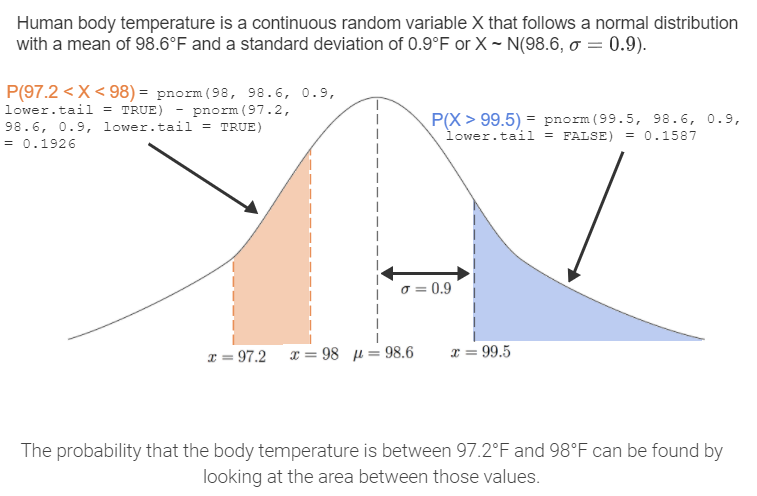 Human body temperature is a continuous random variable X that follows a normal distribution
with a mean of 98.6°F and a standard deviation of 0.9°F or X ~ N(98.6, σ = 0.9).
P(97.2 < X < 98) = pnorm(98, 98.6, 0.9,
lower.tail = TRUE) - pnorm(97.2,
98.6, 0.9, lower.tail = TRUE)
= 0.1926
P(X > 99.5) = pnorm(99.5, 98.6, 0.9,
lower.tail = FALSE) = 0.1587
σ = 0.9
x = 97.2
x = 98
μ = 98.6
x = 99.5
The probability that the body temperature is between 97.2°F and 98°F can be found by
looking at the area between those values.